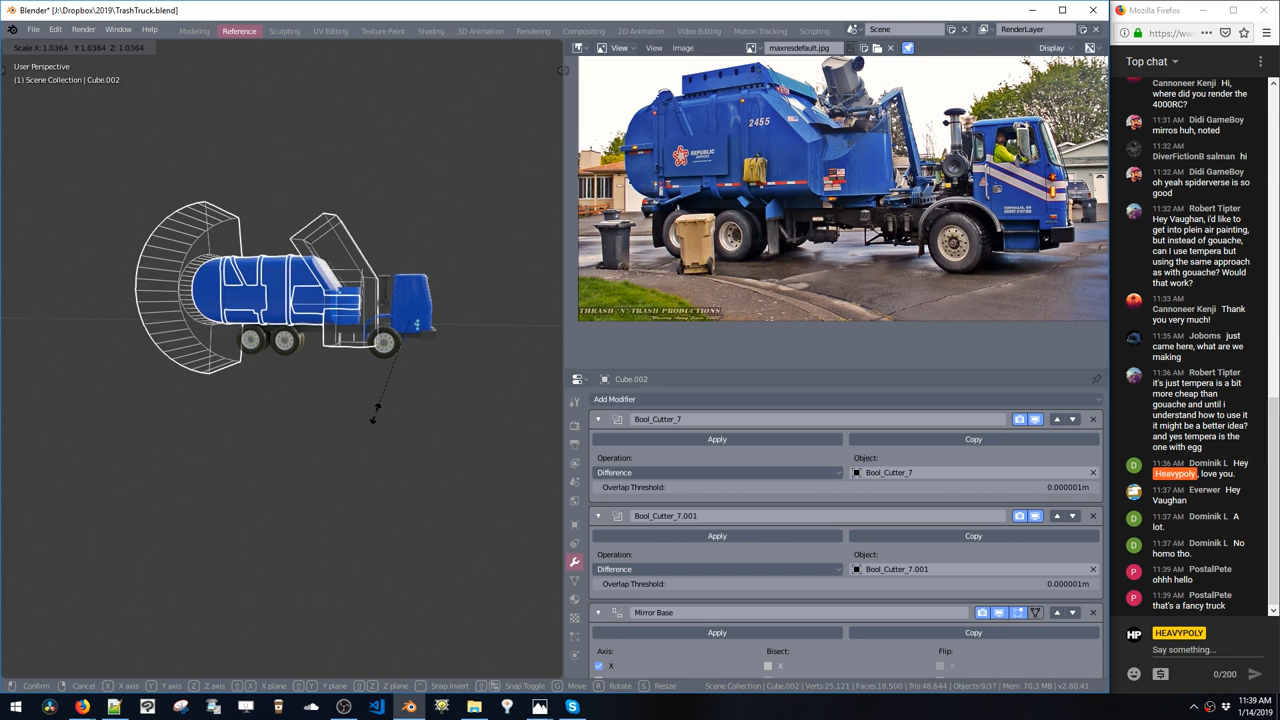 Blender* [J:\Dropbox\2019\TrashTruck.blend]
File Edit Render Window Help Modeling Reference Sculpting UV Editing Texture Paint Shading 3D Animation Rendering Compositing 2D Animation Video Editing Motion Tracking Scripting Scene RenderLayer
Scale X: 1.0364 Y: 1.0364 Z: 1.0364
User Perspective
(1) Scene Collection | Cube.002
View View Image maxresdefault.jpg Display
2455
REPUBLIC
SERVICES
THRASH 'N' TRASH PRODUCTIONS
Cube.002
Add Modifier
Bool_Cutter_7
Apply Copy
Operation: Object:
Difference Bool_Cutter_7
Overlap Threshold: 0.000001m
Bool_Cutter_7.001
Apply Copy
Operation: Object:
Difference Bool_Cutter_7.001
Overlap Threshold: 0.000001m
Mirror Base
Apply Copy
Axis: Bisect: Flip:
X X X
Confirm Cancel X X axis Y Y axis Z Z axis X X plane Y Y plane Z Z plane Snap Invert Snap Toggle G Move R Rotate S Resize Scene Collection | Cube.002 | Verts:25,121 | Faces:18,500 | Tris:48,644 | Objects:9/37 | Mem: 70.3 MB | v2.80.41
Mozilla Firefox
https://ww
Top chat
Cannoneer Kenji Hi,
where did you render the
4000RC?
11:31 AM Didi GameBoy
mirros huh, noted
11:32 AM
DiverFictionB salman hi
11:32 AM Didi GameBoy
oh yeah spiderverse is so
good
11:32 AM Robert Tipter
Hey Vaughan, i'd like to
get into plein air painting,
but instead of gouache,
can I use tempera but
using the same approach
as with gouache? Would
that work?
11:33 AM
Cannoneer Kenji Thank
you very much!
11:35 AM Joboms just
came here, what are we
making
11:36 AM Robert Tipter
it's just tempera is a bit
more cheap than
gouache and until i
understand how to use it
it might be a better idea?
and yes tempera is the
one with egg
11:36 AM Dominik L Hey
Heavypoly, love you.
11:37 AM Everwer Hey
Vaughan
11:37 AM Dominik L A
lot.
11:37 AM Dominik L No
homo tho.
11:39 AM PostalPete
ohhh hello
11:39 AM PostalPete
that's a fancy truck
HP HEAVYPOLY
Say something...
0/200
11:39 AM
1/14/2019